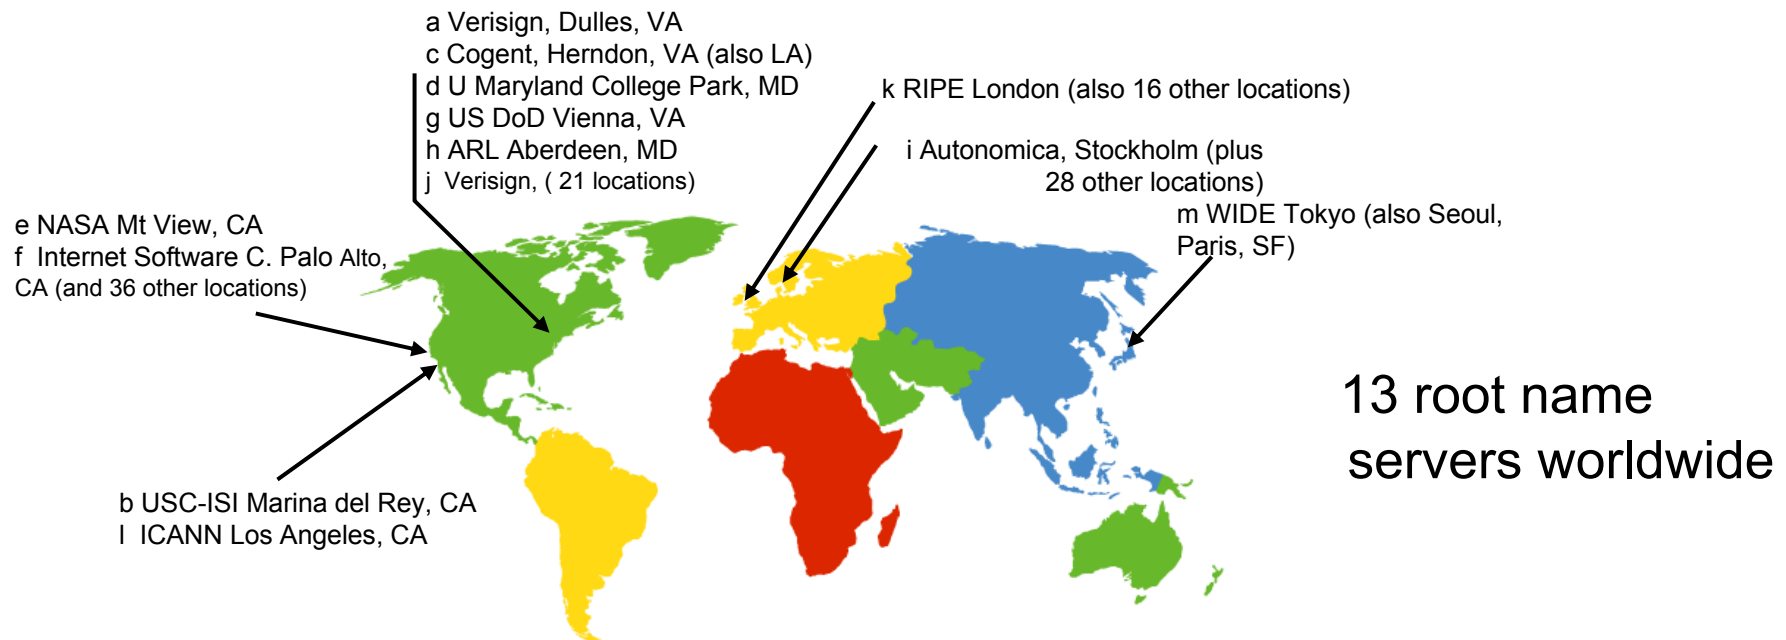 a Verisign, Dulles, VA
c Cogent, Herndon, VA (also LA)
d U Maryland College Park, MD
g US DoD Vienna, VA
h ARL Aberdeen, MD
j Verisign, ( 21 locations)
k RIPE London (also 16 other locations)
i Autonomica, Stockholm (plus
28 other locations)
m WIDE Tokyo (also Seoul,
Paris, SF)
e NASA Mt View, CA
f Internet Software C. Palo Alto,
CA (and 36 other locations)
b USC-ISI Marina del Rey, CA
l ICANN Los Angeles, CA
13 root name
servers worldwide